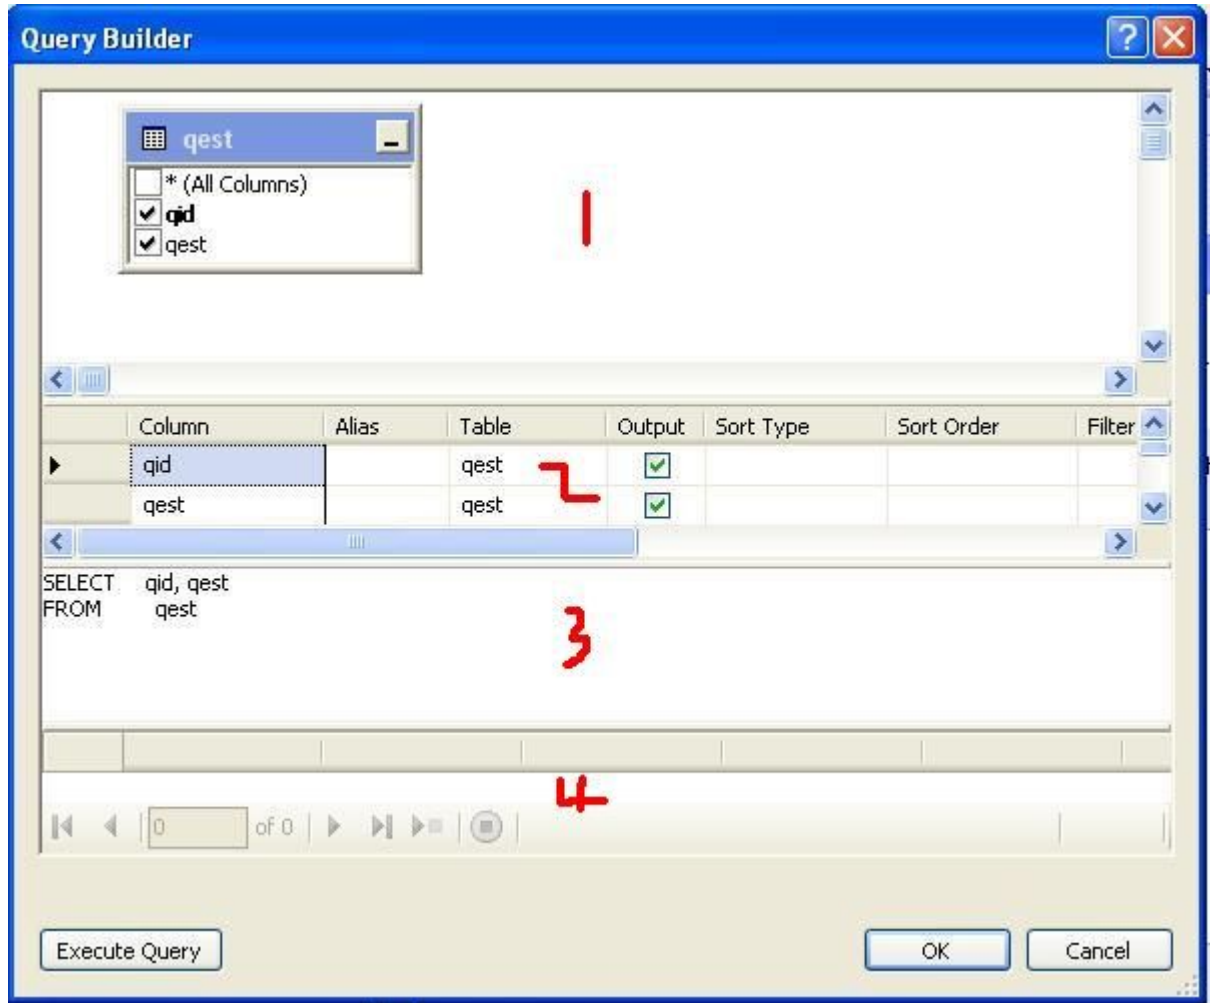 Query Builder
qest
* (All Columns)
qid
qest
1
Column Alias Table Output Sort Type Sort Order Filter
qid qest
qest qest
2
SELECT qid, qest
FROM qest
3
4
0 of 0
Execute Query OK Cancel